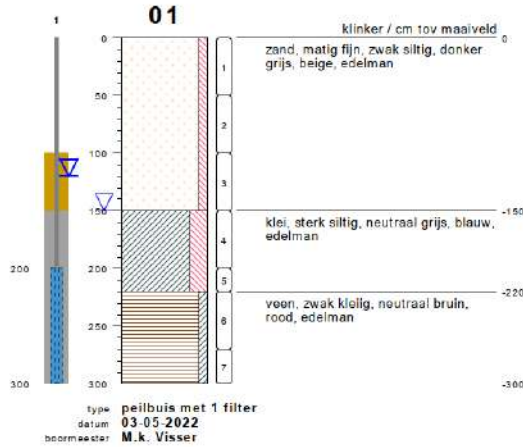 1
01
klinker / cm tov maaiveld
0
0
zand, matig fijn, zwak siltig, donker
grijs, beige, edelman
1
50
2
100
3
150
-150
klei, sterk siltig, neutraal grijs, blauw,
edelman
4
200
200
5
-220
veen, zwak kleiig, neutraal bruin,
rood, edelman
6
250
7
300
300
-300
type peilbuis met 1 filter
datum 03-05-2022
boormeester M.k. Visser